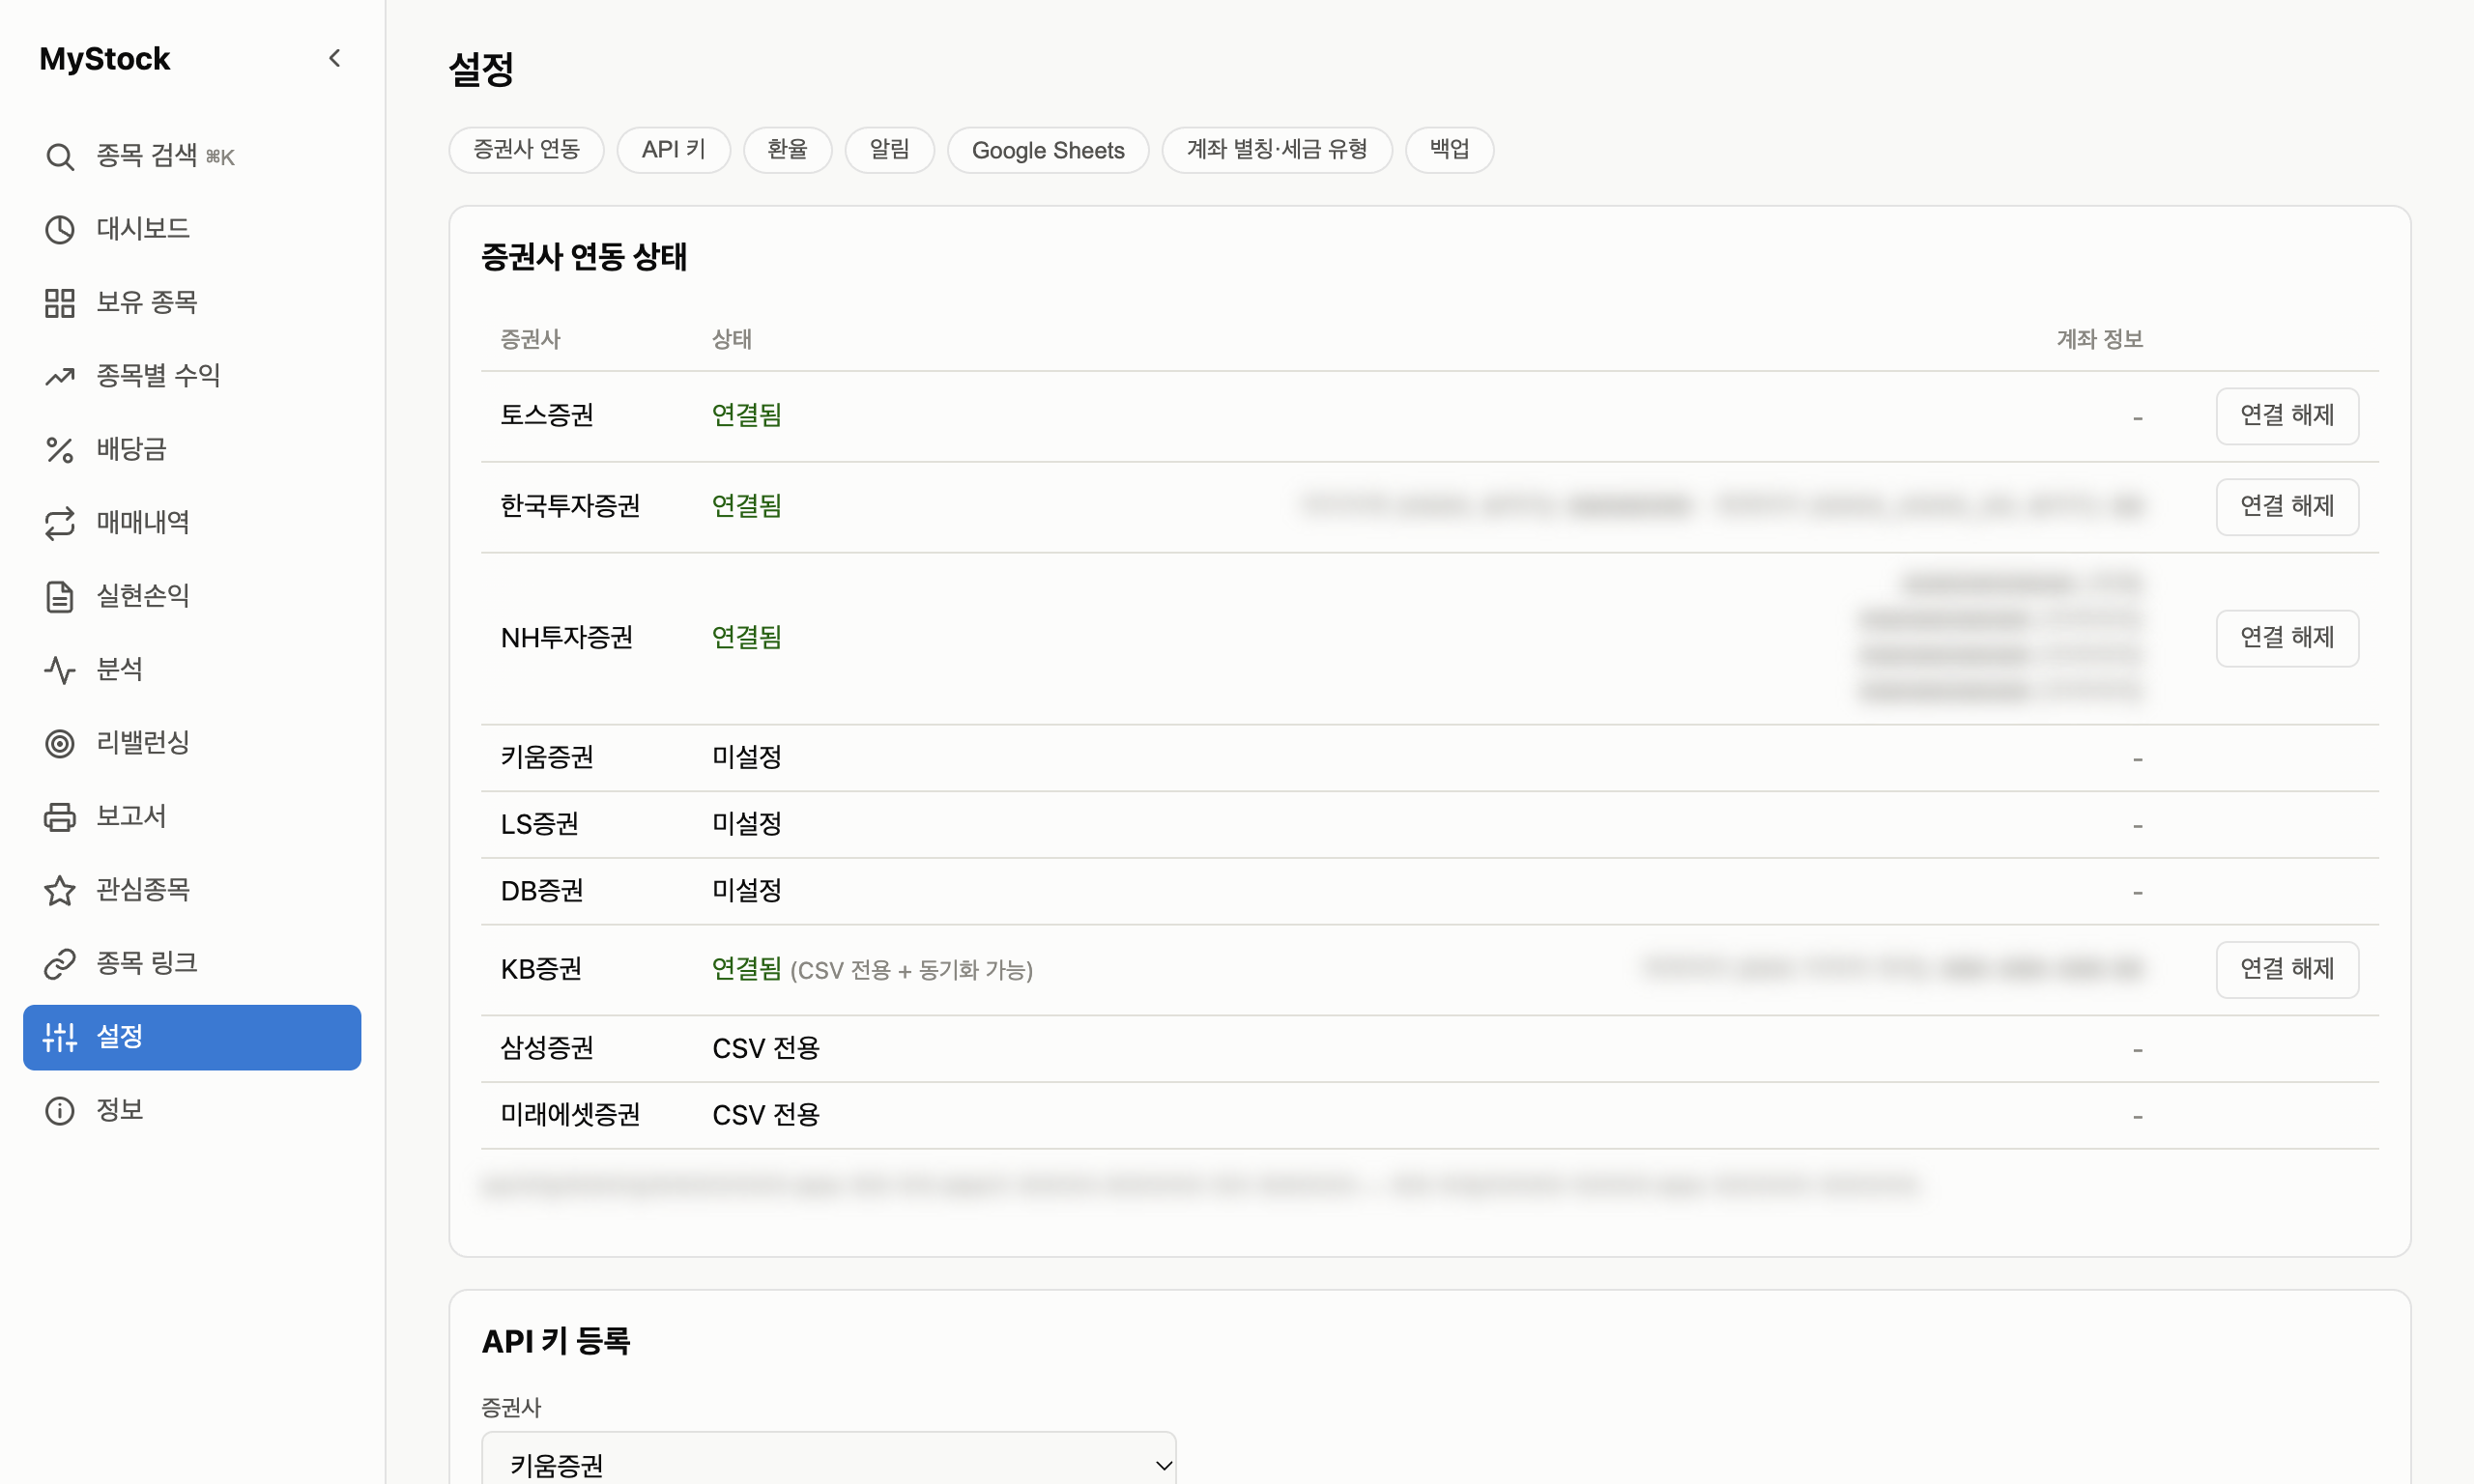 MyStock
종목 검색 ⌘K
대시보드
보유 종목
종목별 수익
배당금
매매내역
실현손익
분석
리밸런싱
보고서
관심종목
종목 링크
설정
정보
설정
증권사 연동 API 키 환율 알림 Google Sheets 계좌 별칭·세금 유형 백업
증권사 연동 상태
증권사 상태 계좌 정보
토스증권 연결됨 - 연결 해제
한국투자증권 연결됨 연결 해제
NH투자증권 연결됨 연결 해제
키움증권 미설정 -
LS증권 미설정 -
DB증권 미설정 -
KB증권 연결됨 (CSV 전용 + 동기화 가능) 연결 해제
삼성증권 CSV 전용 -
미래에셋증권 CSV 전용 -
API 키 등록
증권사
키움증권